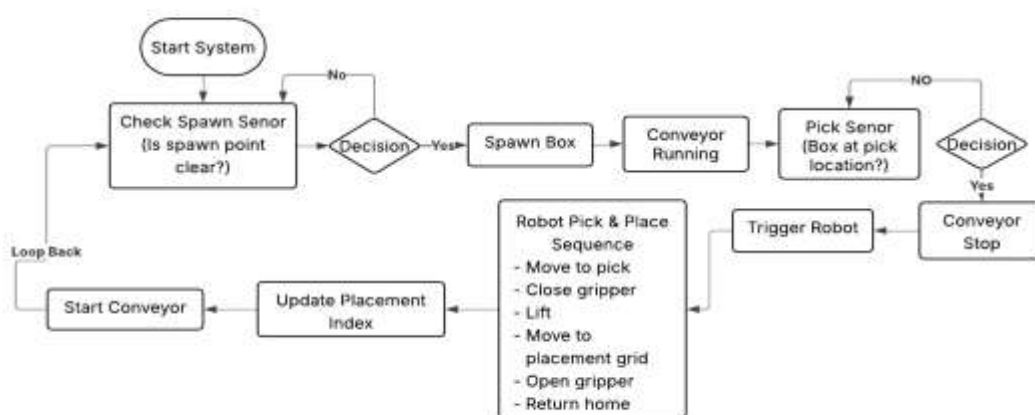 Start System
No
NO
Check Spawn Senor
(Is spawn point
clear?)
Decision
Yes
Spawn Box
Conveyor
Running
Pick Senor
(Box at pick
location?)
Decision
Yes
Conveyor
Stop
Trigger Robot
Robot Pick & Place
Sequence
- Move to pick
- Close gripper
- Lift
- Move to
placement grid
- Open gripper
- Return home
Update Placement
Index
Start Conveyor
Loop Back